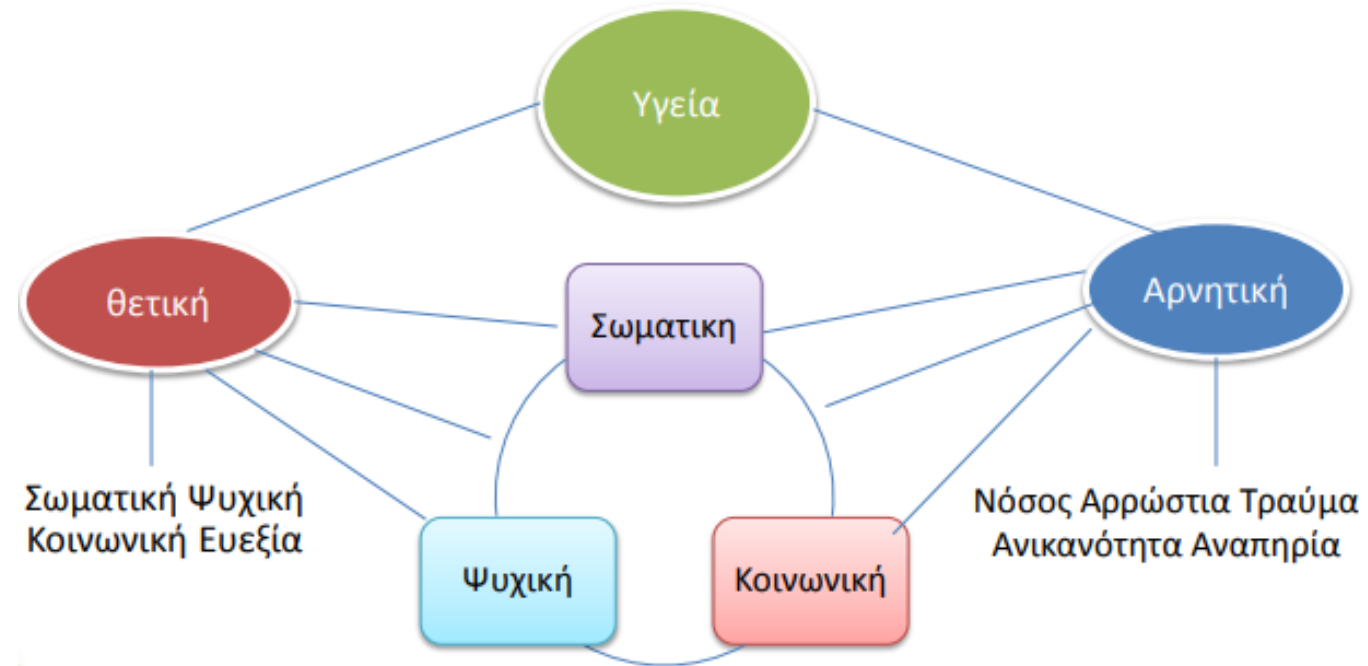 Υγεία
θετική
Αρνητική
Σωματικη
Σωματική Ψυχική
Κοινωνική Ευεξία
Νόσος Αρρώστια Τραύμα
Ανικανότητα Αναπηρία
Ψυχική
Κοινωνική